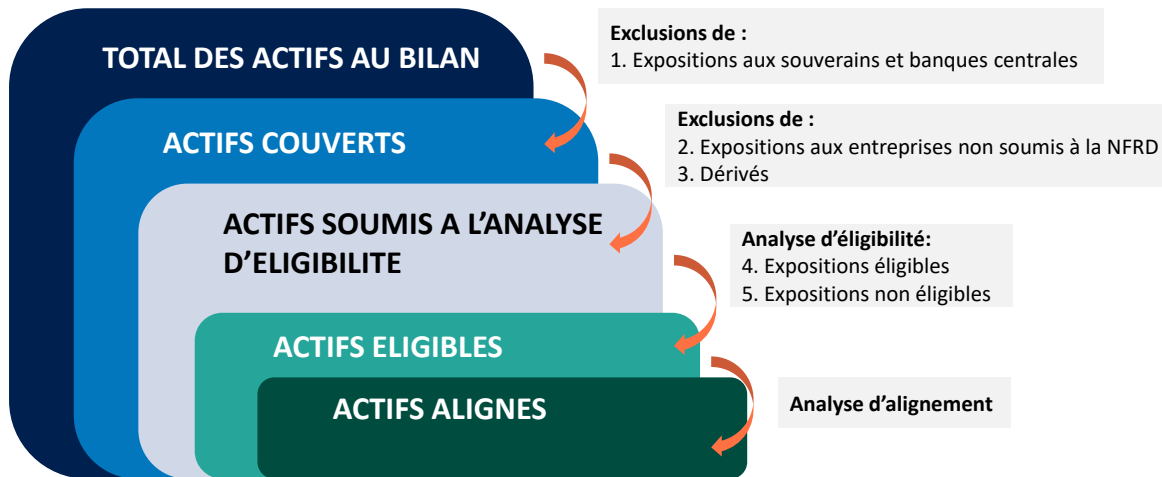 TOTAL DES ACTIFS AU BILAN
Exclusions de :
1. Expositions aux souverains et banques centrales
ACTIFS COUVERTS
Exclusions de :
2. Expositions aux entreprises non soumis à la NFRD
3. Dérivés
ACTIFS SOUMIS A L’ANALYSE
D’ELIGIBILITE
Analyse d’éligibilité:
4. Expositions éligibles
5. Expositions non éligibles
ACTIFS ELIGIBLES
ACTIFS ALIGNES
Analyse d’alignement